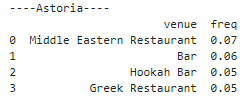 ----Astoria----
venue freq
0 Middle Eastern Restaurant 0.07
1 Bar 0.06
2 Hookah Bar 0.05
3 Greek Restaurant 0.05